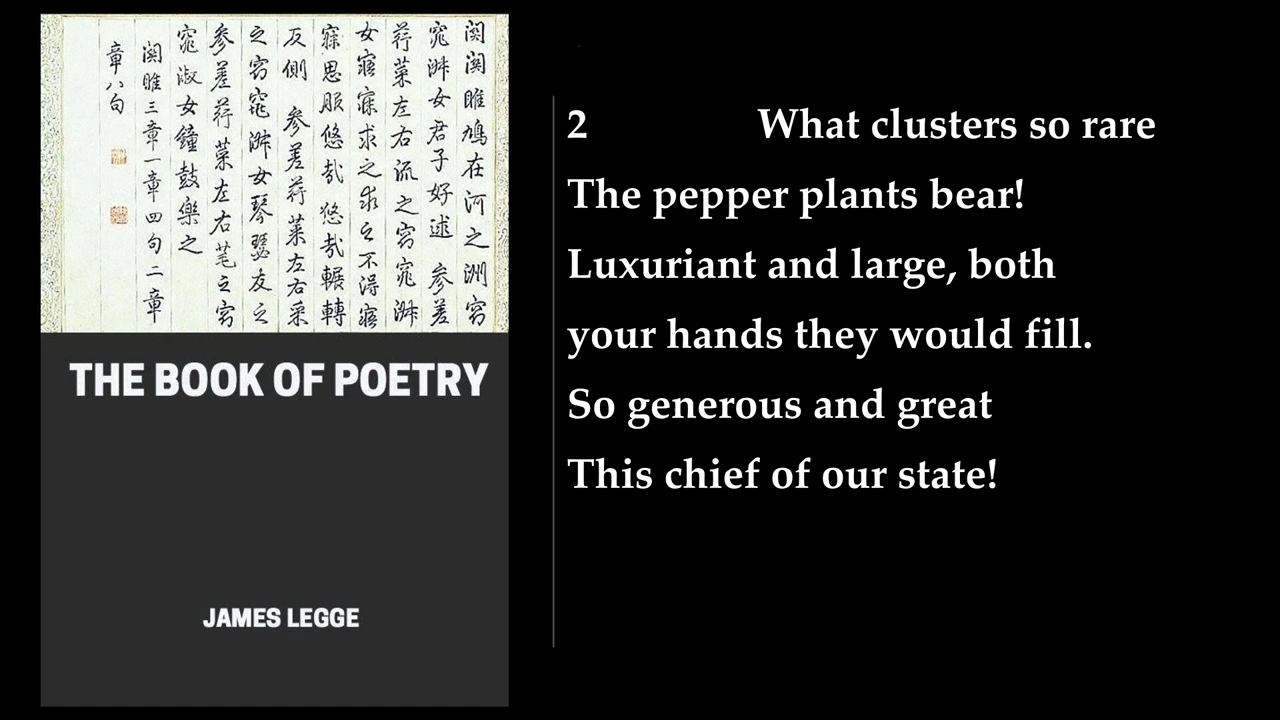 関関雎鳩在河之洲窈
窕淑女君子好逑 參差
荇菜左右流之窈窕淑
女寤寐求之求之不得寤
寐思服悠哉悠哉輾轉
反側 參差荇菜左右采
之窈窕淑女琴瑟友之
參差荇菜左右芼之窈
窕淑女鐘鼓樂之
関雎三章一章四句二章
章八句
THE BOOK OF POETRY
JAMES LEGGE
2 What clusters so rare
The pepper plants bear!
Luxuriant and large, both
your hands they would fill.
So generous and great
This chief of our state!